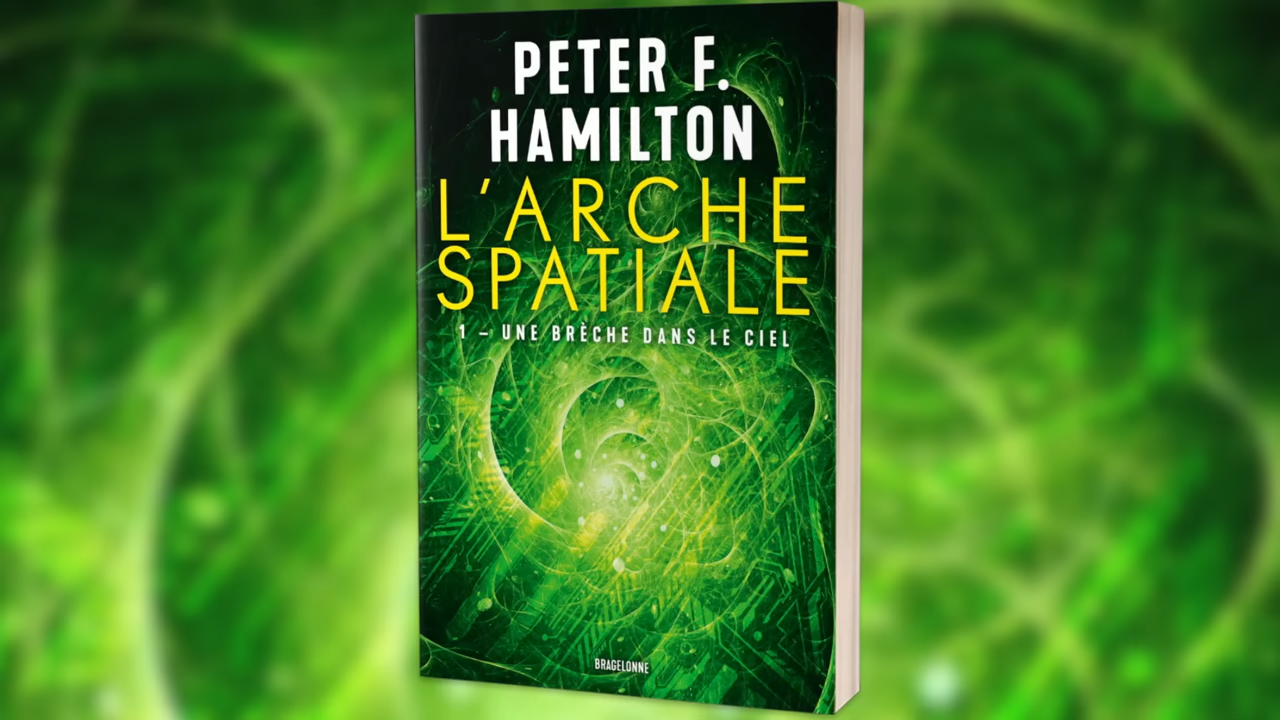 PETER F.
HAMILTON
L'ARCHE
SPATIALE
1 – UNE BRÈCHE DANS LE CIEL
BRAGELONNE